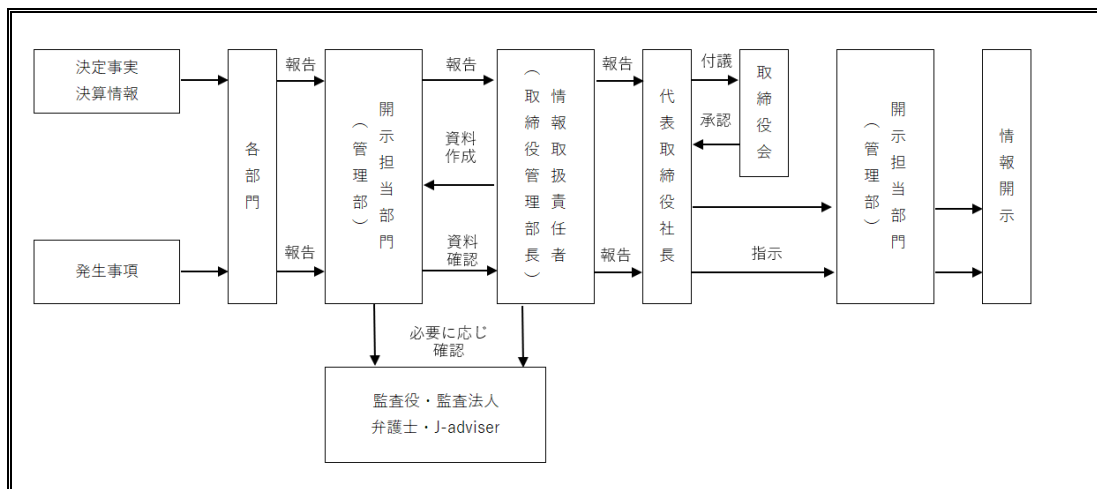 決定事実
決算情報
発生事項
各部門
報告
報告
開示担当部門
（管理部）
報告
資料
作成
資料
確認
情報取扱責任者
（取締役管理部長）
報告
報告
代表取締役社長
付議
承認
取締役会
指示
開示担当部門
（管理部）
情報開示
必要に応じ
確認
監査役・監査法人
弁護士・J-adviser